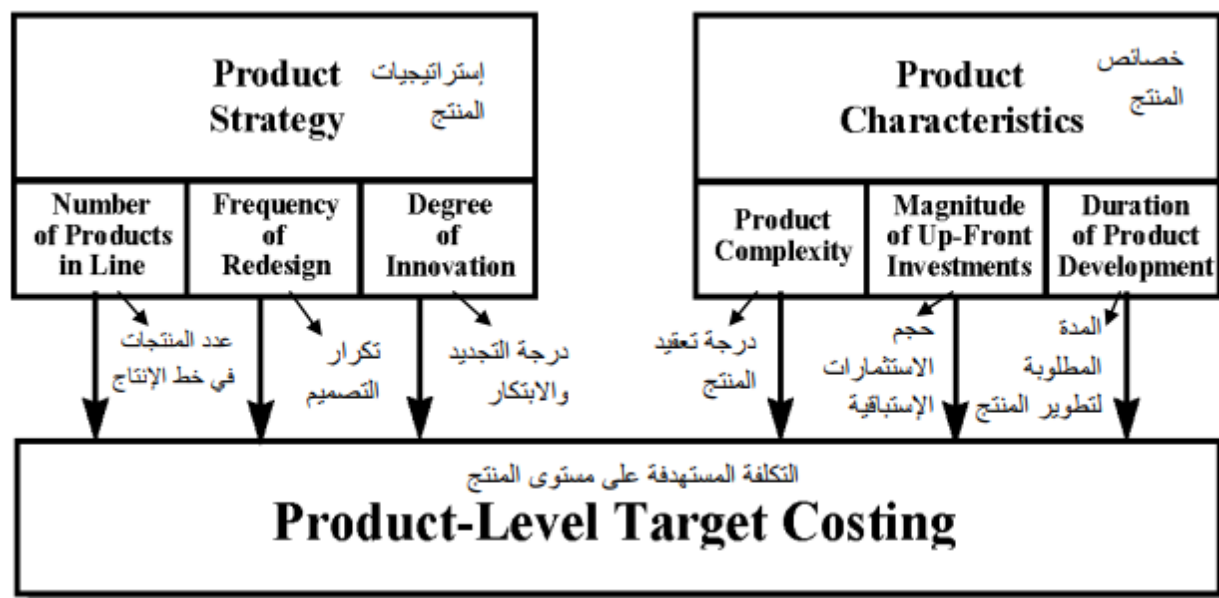 Product
Strategy
إستراتيجيات
المنتج
Number
of Products
in Line
Frequency
of
Redesign
Degree
of
Innovation
عدد المنتجات
في خط الإنتاج
تكرار
التصميم
درجة التجديد
والابتكار
Product
Characteristics
خصائص
المنتج
Product
Complexity
Magnitude
of Up-Front
Investments
Duration
of Product
Development
درجة تعقيد
المنتج
حجم
الاستثمارات
الإستباقية
المدة
المطلوبة
لتطوير المنتج
التكلفة المستهدفة على مستوى المنتج
Product-Level Target Costing